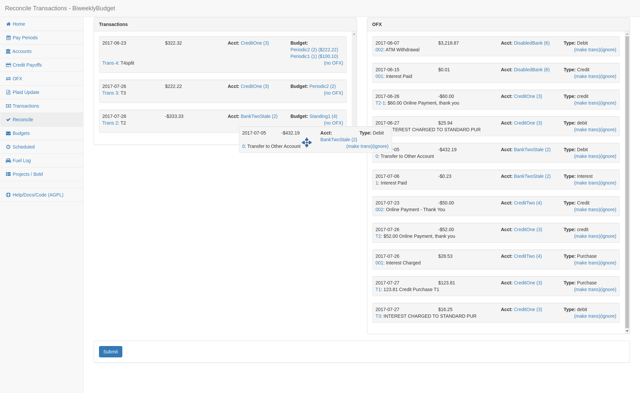 Reconcile Transactions - BiweeklyBudget
Home
Pay Periods
Accounts
Credit Payoffs
OFX
Plaid Update
Transactions
Reconcile
Budgets
Scheduled
Fuel Log
Projects / BoM
Help/Docs/Code (AGPL)
Transactions
2017-06-23 $322.32 Acct: CreditOne (3) Budget:
Periodic2 (2) ($222.22)
Periodic1 (1) ($100.10)
Trans 4: T4split (no OFX)
2017-07-26 $222.22 Acct: CreditOne (3) Budget: Periodic2 (2)
Trans 3: T3 (no OFX)
2017-07-26 -$333.33 Acct: BankTwoStale (2) Budget: Standing1 (4)
Trans 2: T2
2017-07-05 -$432.19 Acct: Type: Debit
BankTwoStale (2)
0: Transfer to Other Account (make trans)(ignore)
OFX
2017-06-07 $3,218.87 Acct: DisabledBank (6) Type: Debit
002: ATM Withdrawal (make trans)(ignore)
2017-06-15 $0.01 Acct: DisabledBank (6) Type: Credit
001: Interest Paid (make trans)(ignore)
-06-26 -$60.00 Acct: CreditOne (3) Type: credit
T2-1: $60.00 Online Payment, thank you (make trans)(ignore)
-06-27 $25.94 Acct: CreditOne (3) Type: debit
TEREST CHARGED TO STANDARD PUR (make trans)(ignore)
-05 -$432.19 Acct: BankTwoStale (2) Type: Debit
0: Transfer to Other Account (make trans)(ignore)
2017-07-06 -$0.23 Acct: BankTwoStale (2) Type: Interest
1: Interest Paid (make trans)(ignore)
2017-07-23 -$50.00 Acct: CreditTwo (4) Type: Credit
002: Online Payment - Thank You (make trans)(ignore)
2017-07-26 -$52.00 Acct: CreditOne (3) Type: credit
T2: $52.00 Online Payment, thank you (make trans)(ignore)
2017-07-26 $28.53 Acct: CreditTwo (4) Type: Purchase
001: Interest Charged (make trans)(ignore)
2017-07-27 $123.81 Acct: CreditOne (3) Type: Purchase
T1: 123.81 Credit Purchase T1 (make trans)(ignore)
2017-07-27 $16.25 Acct: CreditOne (3) Type: debit
T3: INTEREST CHARGED TO STANDARD PUR (make trans)(ignore)
Submit